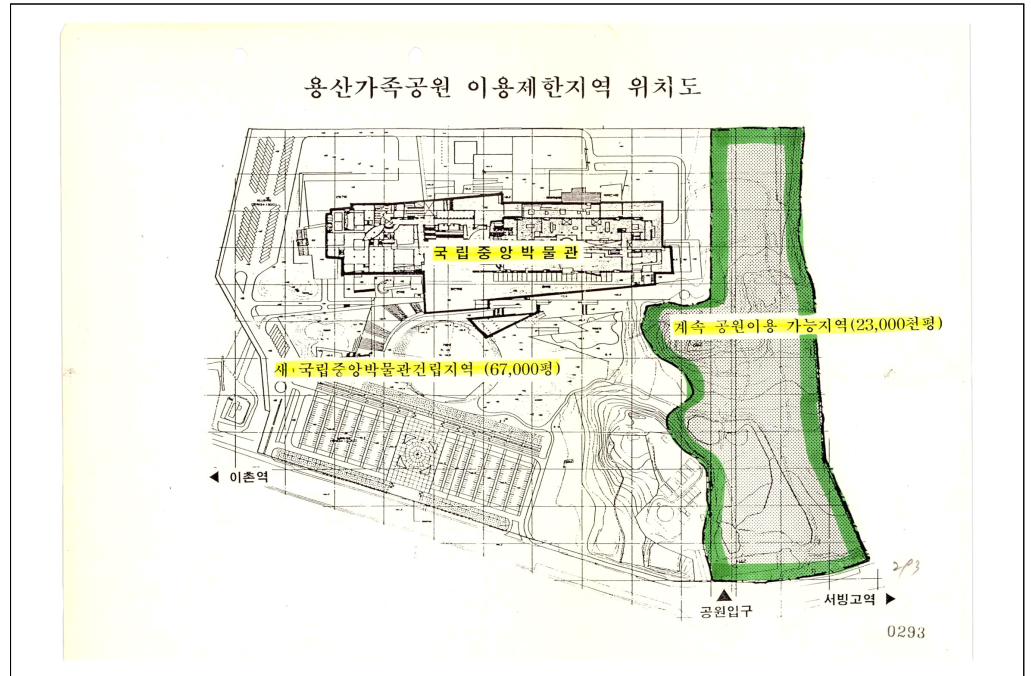 용산가족공원 이용제한지역 위치도
국립중앙박물관
계속 공원이용 가능지역(23,000천평)
새·국립중앙박물관건립지역 (67,000평)
◀ 이촌역
▲
공원입구
서빙고역 ▶
293
0293